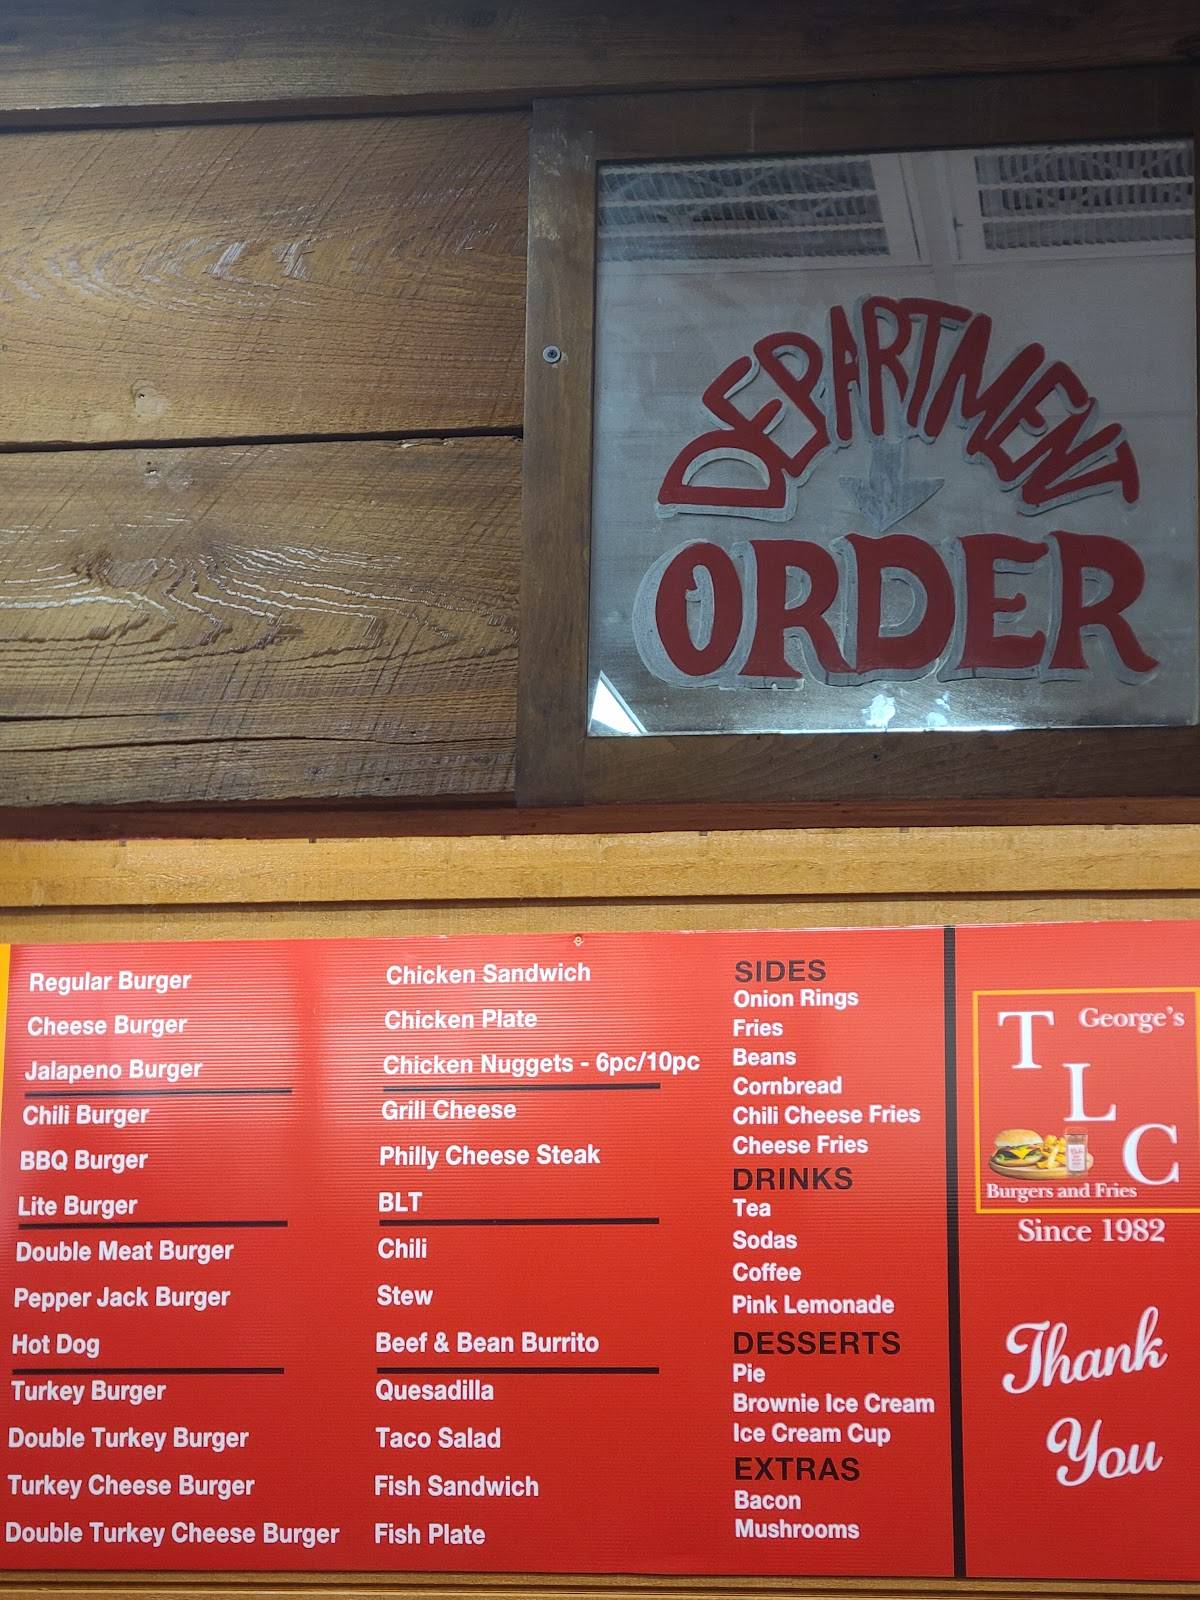 DEPARTMENT
ORDER
Regular Burger
Cheese Burger
Jalapeno Burger
Chili Burger
BBQ Burger
Lite Burger
Double Meat Burger
Pepper Jack Burger
Hot Dog
Turkey Burger
Double Turkey Burger
Turkey Cheese Burger
Double Turkey Cheese Burger
Chicken Sandwich
Chicken Plate
Chicken Nuggets - 6pc/10pc
Grill Cheese
Philly Cheese Steak
BLT
Chili
Stew
Beef & Bean Burrito
Quesadilla
Taco Salad
Fish Sandwich
Fish Plate
SIDES
Onion Rings
Fries
Beans
Cornbread
Chili Cheese Fries
Cheese Fries
DRINKS
Tea
Sodas
Coffee
Pink Lemonade
DESSERTS
Pie
Brownie Ice Cream
Ice Cream Cup
EXTRAS
Bacon
Mushrooms
George's
T
L
C
Burgers and Fries
Since 1982
Thank
You